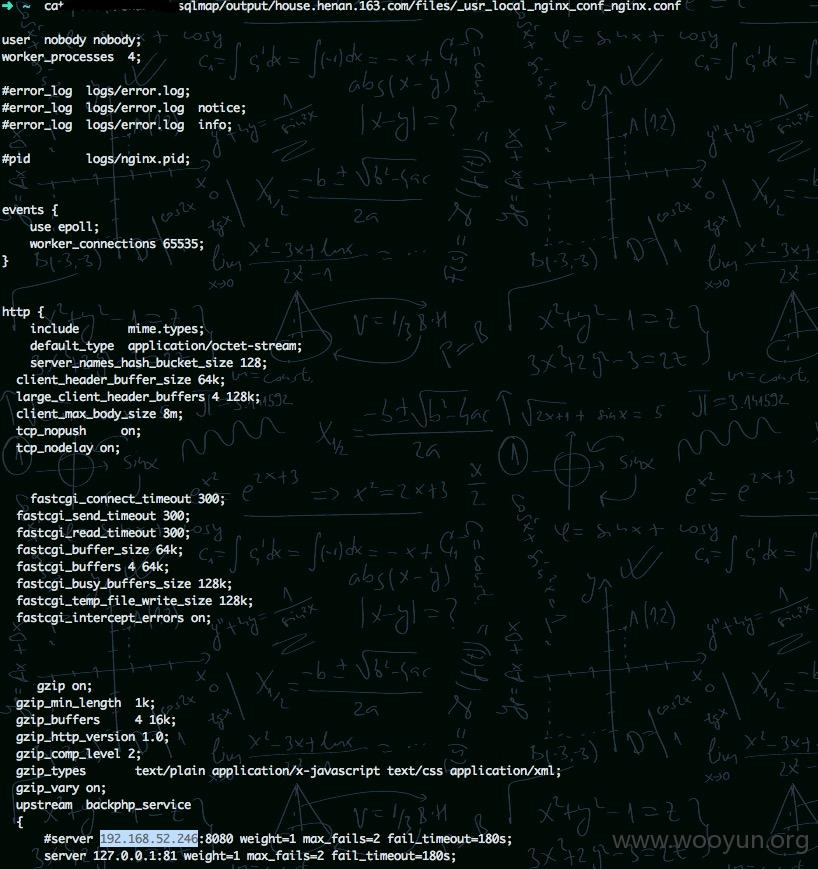 → ~ cat sqlmap/output/house.henan.163.com/files/_usr_local_nginx_conf_nginx.conf
user nobody nobody;
worker_processes 4;
#error_log logs/error.log;
#error_log logs/error.log notice;
#error_log logs/error.log info;
#pid logs/nginx.pid;
events {
use epoll;
worker_connections 65535;
}
http {
include mime.types;
default_type application/octet-stream;
server_names_hash_bucket_size 128;
client_header_buffer_size 64k;
large_client_header_buffers 4 128k;
client_max_body_size 8m;
tcp_nopush on;
tcp_nodelay on;
fastcgi_connect_timeout 300;
fastcgi_send_timeout 300;
fastcgi_read_timeout 300;
fastcgi_buffer_size 64k;
fastcgi_buffers 4 64k;
fastcgi_busy_buffers_size 128k;
fastcgi_temp_file_write_size 128k;
fastcgi_intercept_errors on;
gzip on;
gzip_min_length 1k;
gzip_buffers 4 16k;
gzip_http_version 1.0;
gzip_comp_level 2;
gzip_types text/plain application/x-javascript text/css application/xml;
gzip_vary on;
upstream backphp_service
{
#server 192.168.52.246:8080 weight=1 max_fails=2 fail_timeout=180s;
server 127.0.0.1:81 weight=1 max_fails=2 fail_timeout=180s;
www.wooyun.org